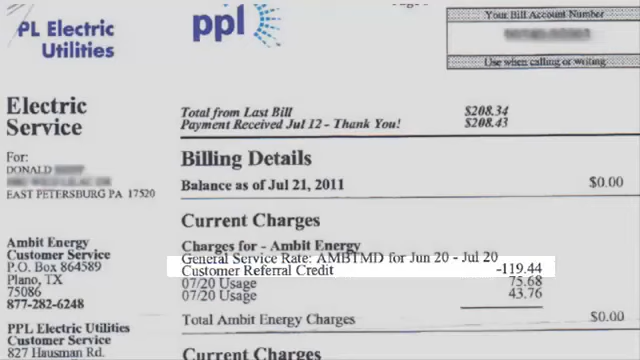 PL Electric
Utilities
ppl
Your Bill Account Number
Use when calling or writing
Electric
Service
Total from Last Bill $208.34
Payment Received Jul 12 - Thank You! $208.43
For:
DONALD
EAST PETERSBURG PA 17520
Billing Details
Balance as of Jul 21, 2011 $0.00
Current Charges
Charges for - Ambit Energy
General Service Rate: AMBTMD for Jun 20 - Jul 20
Customer Referral Credit -119.44
07/20 Usage 75.68
07/20 Usage 43.76
Total Ambit Energy Charges $0.00
Ambit Energy
Customer Service
P.O. Box 864589
Plano, TX
75086
877-282-6248
PPL Electric Utilities
Customer Service
827 Hausman Rd.
Current Charges